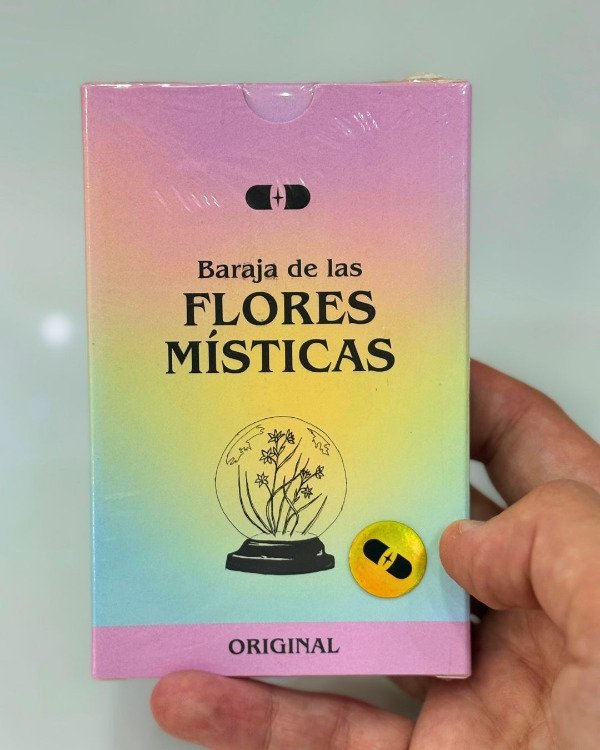 Baraja de las
FLORES
MÍSTICAS
ORIGINAL